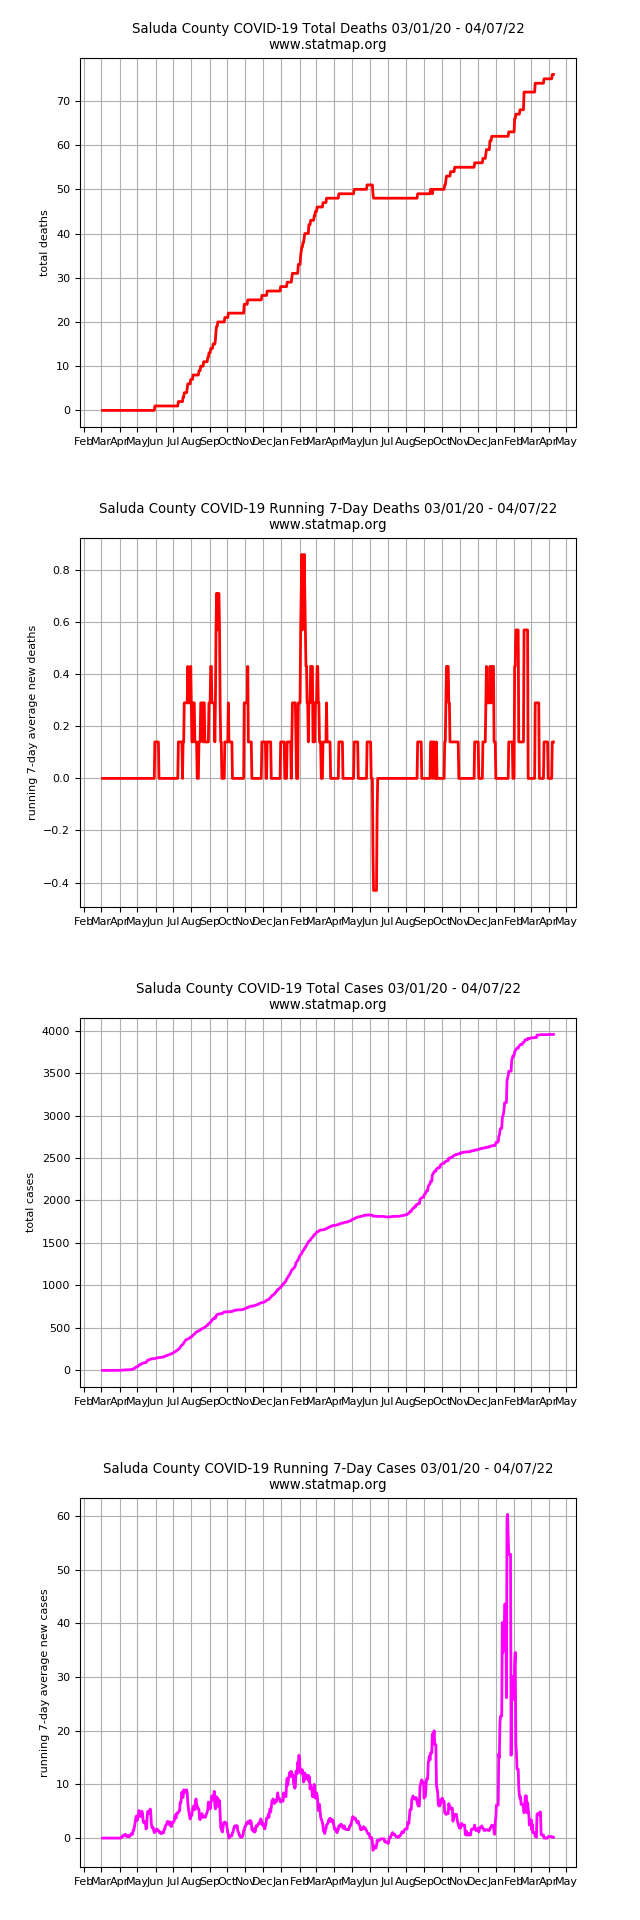 Saluda County COVID-19 Total Deaths 03/01/20 - 04/07/22
www.statmap.org
total deaths
70
60
50
40
30
20
10
0
Feb Mar Apr May Jun Jul Aug Sep Oct Nov Dec Jan Feb Mar Apr May Jun Jul Aug Sep Oct Nov Dec Jan Feb Mar Apr May
Saluda County COVID-19 Running 7-Day Deaths 03/01/20 - 04/07/22
www.statmap.org
running 7-day average new deaths
0.8
0.6
0.4
0.2
0.0
−0.2
−0.4
Feb Mar Apr May Jun Jul Aug Sep Oct Nov Dec Jan Feb Mar Apr May Jun Jul Aug Sep Oct Nov Dec Jan Feb Mar Apr May
Saluda County COVID-19 Total Cases 03/01/20 - 04/07/22
www.statmap.org
total cases
4000
3500
3000
2500
2000
1500
1000
500
0
Feb Mar Apr May Jun Jul Aug Sep Oct Nov Dec Jan Feb Mar Apr May Jun Jul Aug Sep Oct Nov Dec Jan Feb Mar Apr May
Saluda County COVID-19 Running 7-Day Cases 03/01/20 - 04/07/22
www.statmap.org
running 7-day average new cases
60
50
40
30
20
10
0
Feb Mar Apr May Jun Jul Aug Sep Oct Nov Dec Jan Feb Mar Apr May Jun Jul Aug Sep Oct Nov Dec Jan Feb Mar Apr May